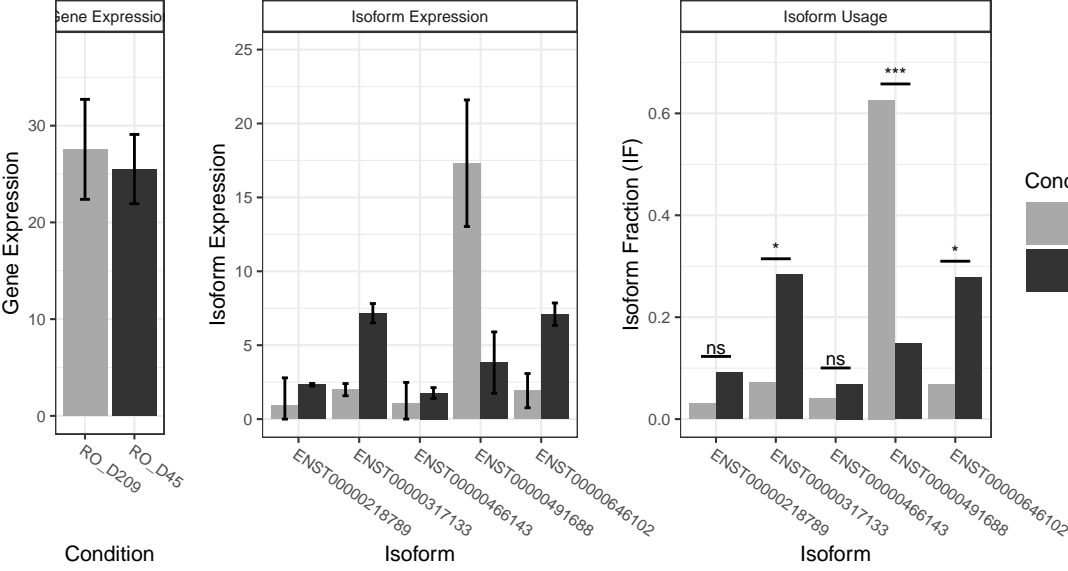 Gene Expression
Isoform Expression
Isoform Usage
Gene Expression
30
20
10
0
RO_D209
RO_D45
Condition
Isoform Expression
25
20
15
10
5
0
ENST00000218789
ENST00000317133
ENST00000466143
ENST00000491688
ENST00000646102
Isoform
Isoform Fraction (IF)
0.6
0.4
0.2
0.0
ns
*
ns
***
*
ENST00000218789
ENST00000317133
ENST00000466143
ENST00000491688
ENST00000646102
Isoform